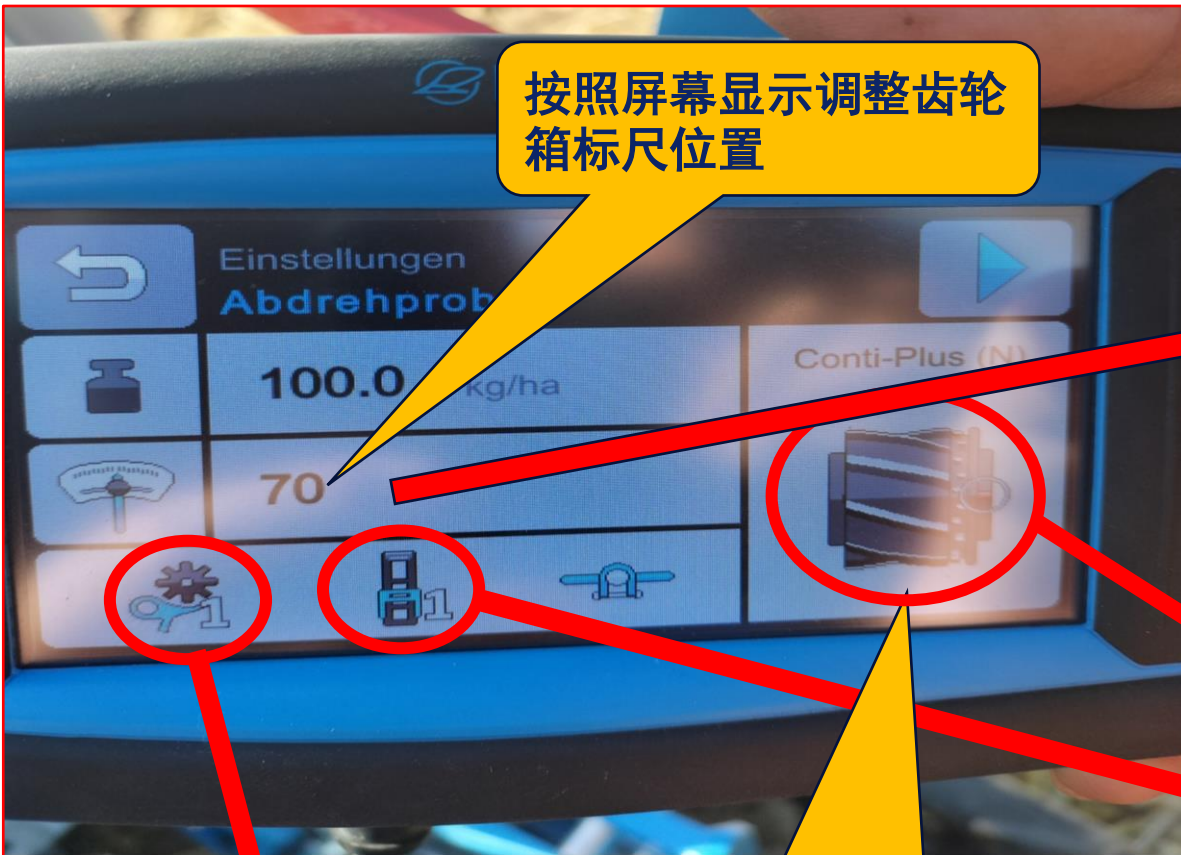 按照屏幕显示调整齿轮
箱标尺位置
Einstellungen
Abdrehprob
100.0 kg/ha
Conti-Plus (N)
70
1
1